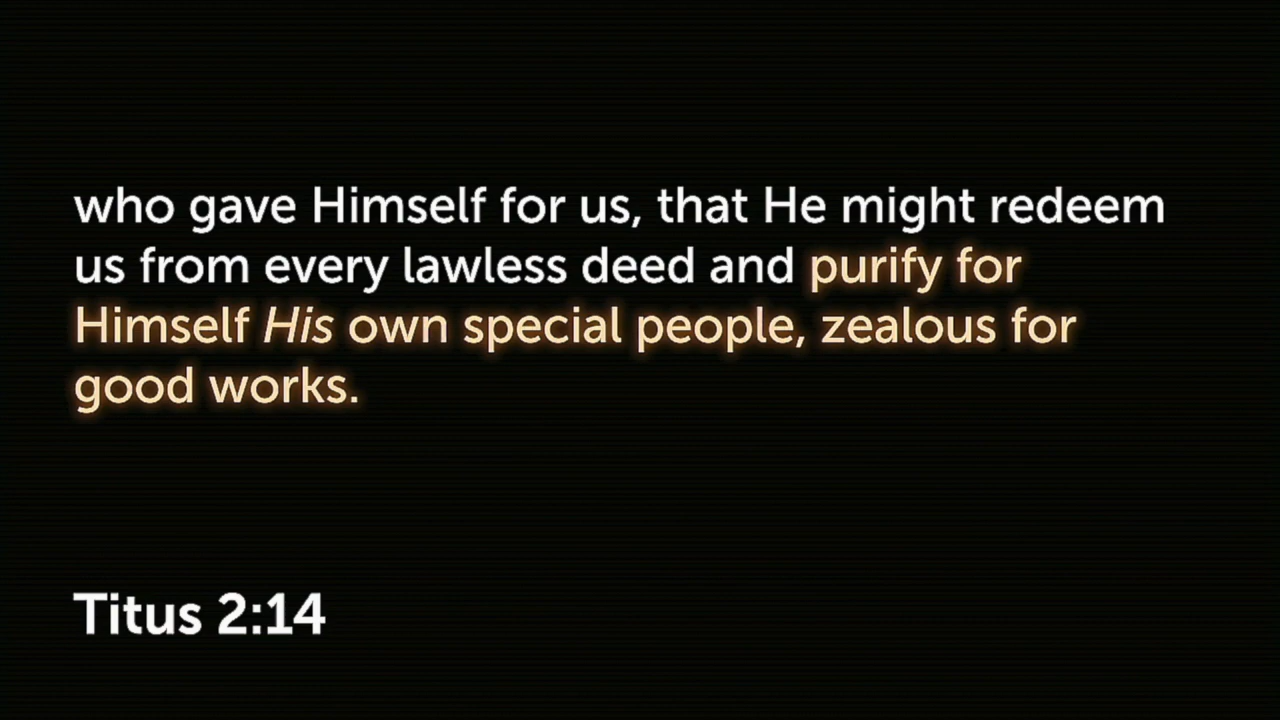 who gave Himself for us, that He might redeem
us from every lawless deed and purify for
Himself His own special people, zealous for
good works.
Titus 2:14